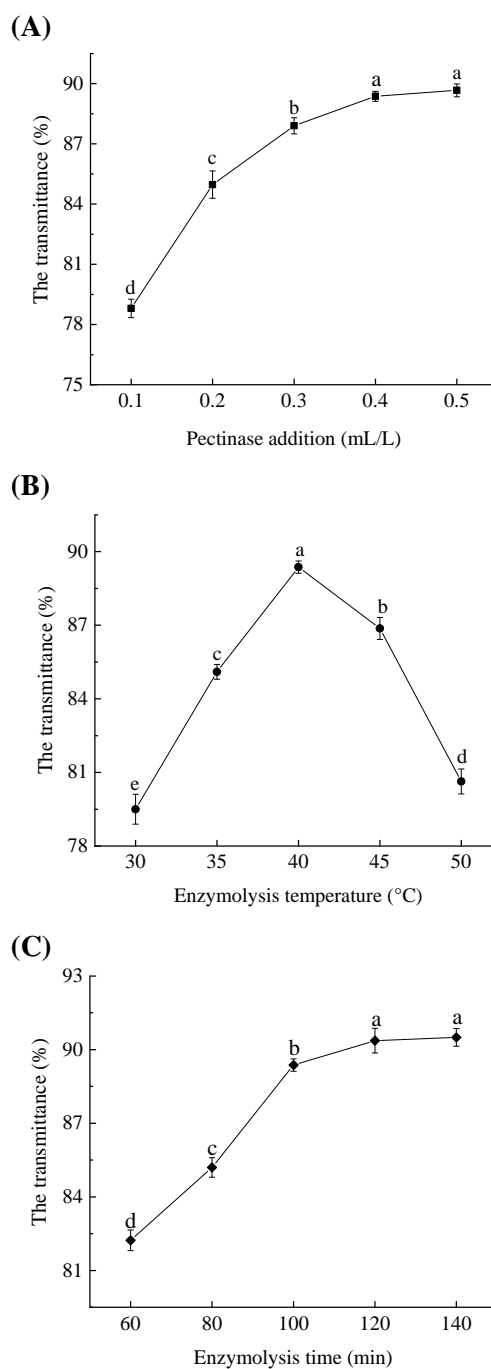 (A)
The transmittance (%)
90
87
84
81
78
75
d
c
b
a
a
0.1 0.2 0.3 0.4 0.5
Pectinase addition (mL/L)
(B)
The transmittance (%)
90
87
84
81
78
e
c
a
b
d
30 35 40 45 50
Enzymolysis temperature (°C)
(C)
The transmittance (%)
93
90
87
84
81
d
c
b
a
a
60 80 100 120 140
Enzymolysis time (min)